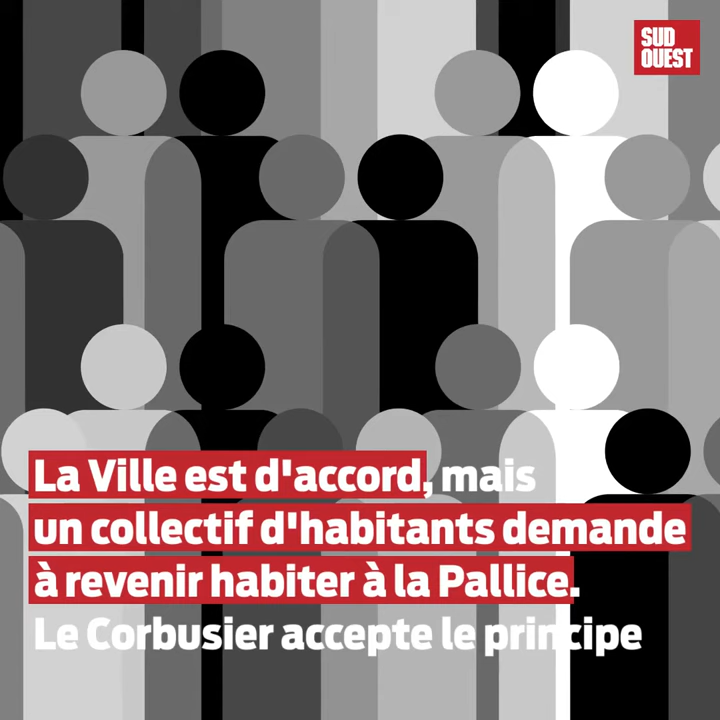 SUD
OUEST
La Ville est d'accord, mais
un collectif d'habitants demande
à revenir habiter à la Pallice.
Le Corbusier accepte le principe